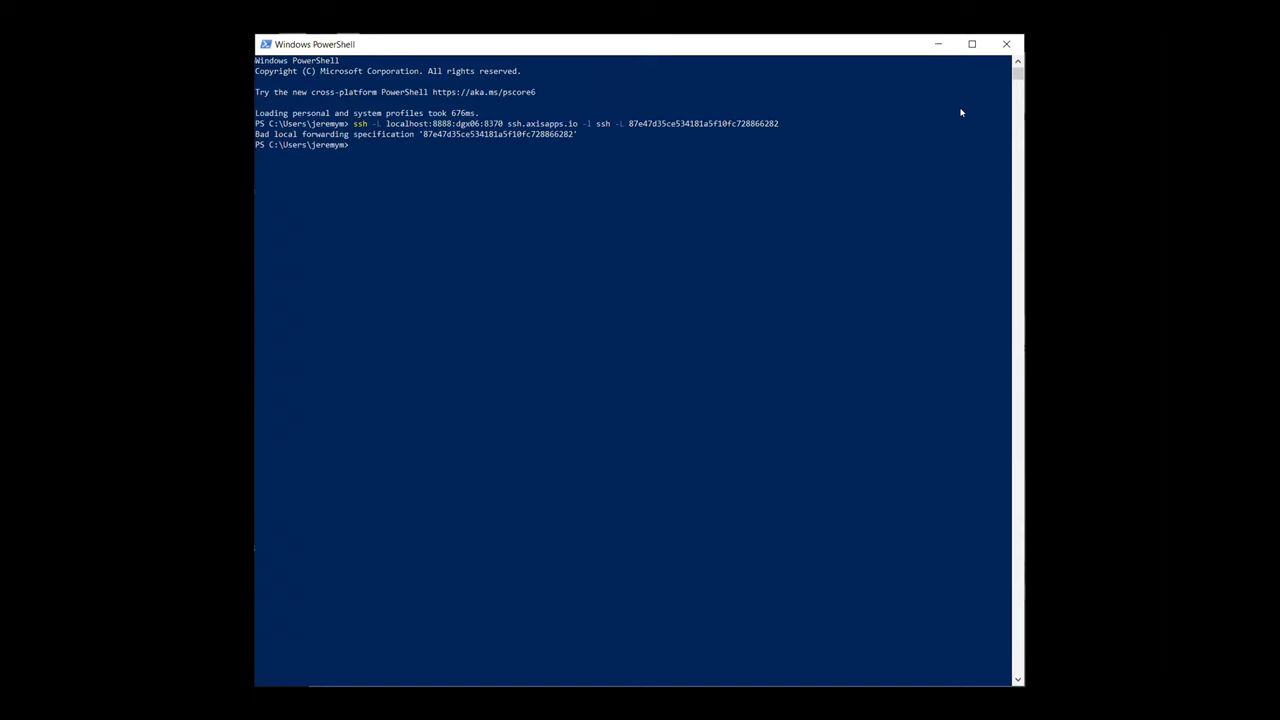 Windows PowerShell
Windows PowerShell
Copyright (C) Microsoft Corporation. All rights reserved.
Try the new cross-platform PowerShell https://aka.ms/pscore6
Loading personal and system profiles took 676ms.
PS C:\Users\jeremym> ssh -L localhost:8888:dgx06:8370 ssh.axisapps.io -l ssh -L 87e47d35ce534181a5f10fc728866282
Bad local forwarding specification '87e47d35ce534181a5f10fc728866282'
PS C:\Users\jeremym>